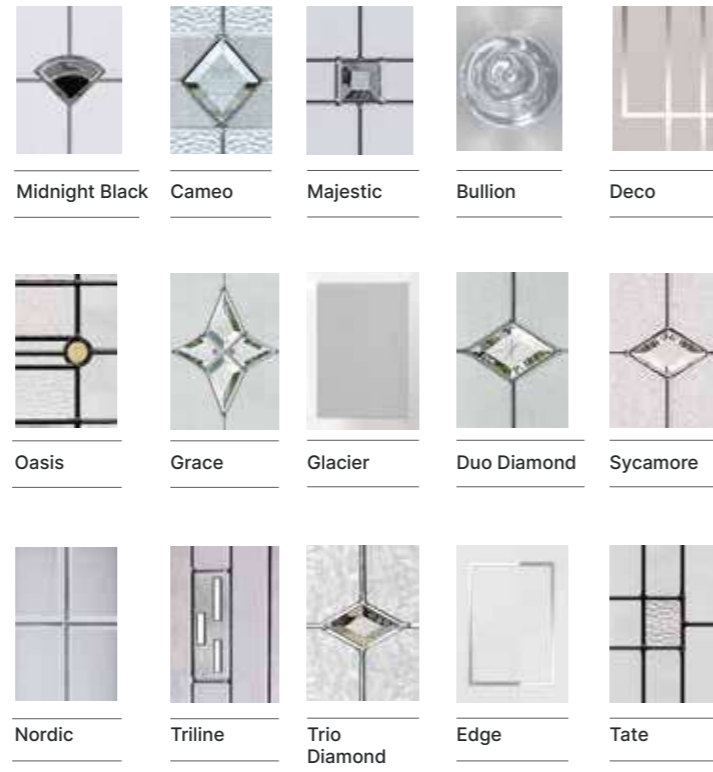 Midnight Black
Cameo
Majestic
Bullion
Deco
Oasis
Grace
Glacier
Duo Diamond
Sycamore
Nordic
Triline
Trio
Diamond
Edge
Tate